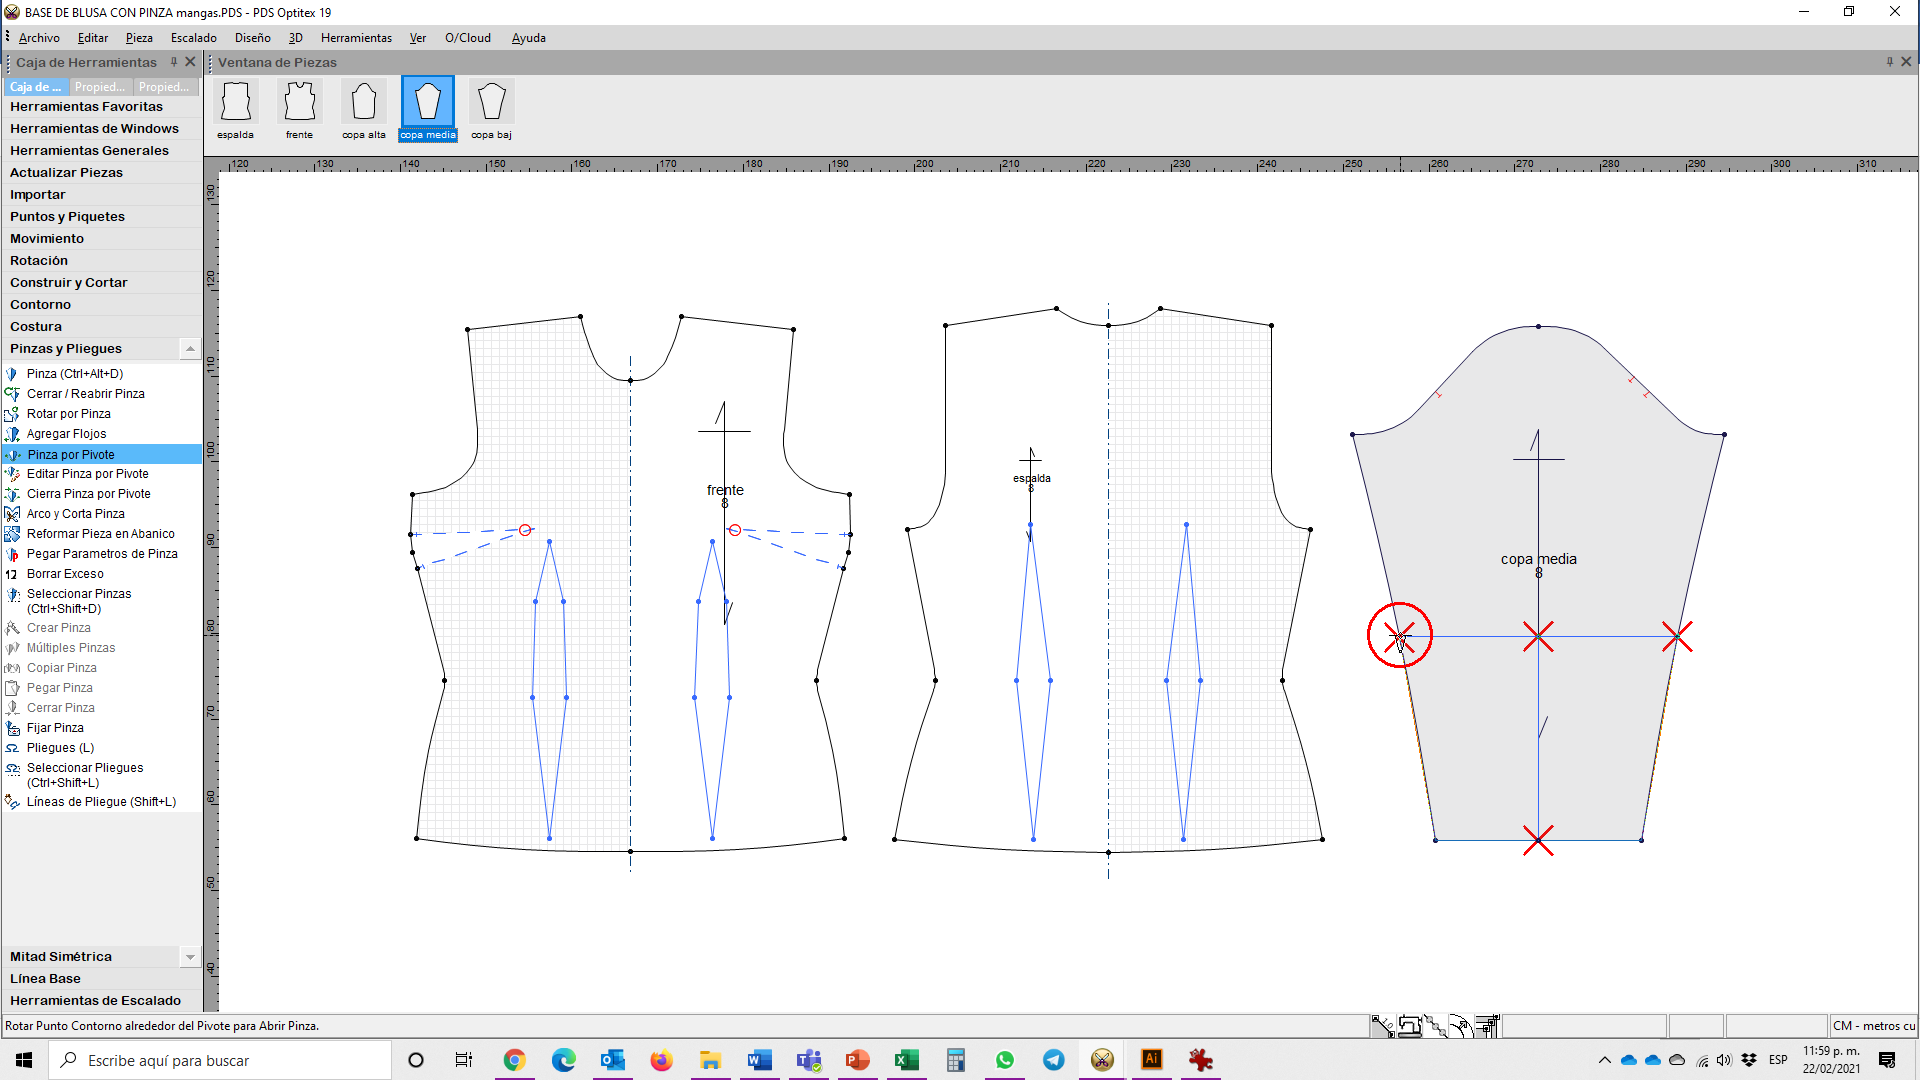 BASE DE BLUSA CON PINZA mangas.PDS - PDS Optitex 19
Archivo Editar Pieza Escalado Diseño 3D Herramientas Ver O/Cloud Ayuda
Caja de Herramientas
Ventana de Piezas
Caja de ... Propied... Propied...
Herramientas Favoritas
Herramientas de Windows
Herramientas Generales
Actualizar Piezas
Importar
Puntos y Piquetes
Movimiento
Rotación
Construir y Cortar
Contorno
Costura
Pinzas y Pliegues
Pinza (Ctrl+Alt+D)
Cerrar / Reabrir Pinza
Rotar por Pinza
Agregar Flojos
Pinza por Pivote
Editar Pinza por Pivote
Cierra Pinza por Pivote
Arco y Corta Pinza
Reformar Pieza en Abanico
Pegar Parametros de Pinza
Borrar Exceso
Seleccionar Pinzas
(Ctrl+Shift+D)
Crear Pinza
Múltiples Pinzas
Copiar Pinza
Pegar Pinza
Cerrar Pinza
Fijar Pinza
Pliegues (L)
Seleccionar Pliegues
(Ctrl+Shift+L)
Líneas de Pliegue (Shift+L)
Mitad Simétrica
Línea Base
Herramientas de Escalado
espalda frente copa alta copa media copa baj
120 130 140 150 160 170 180 190 200 210 220 230 240 250 260 270 280 290 300 310
130
120
110
100
90
80
70
60
50
40
frente
8
espalda
8
copa media
8
Rotar Punto Contorno alrededor del Pivote para Abrir Pinza.
CM - metros cu
Escribe aquí para buscar
ESP
11:59 p. m.
22/02/2021